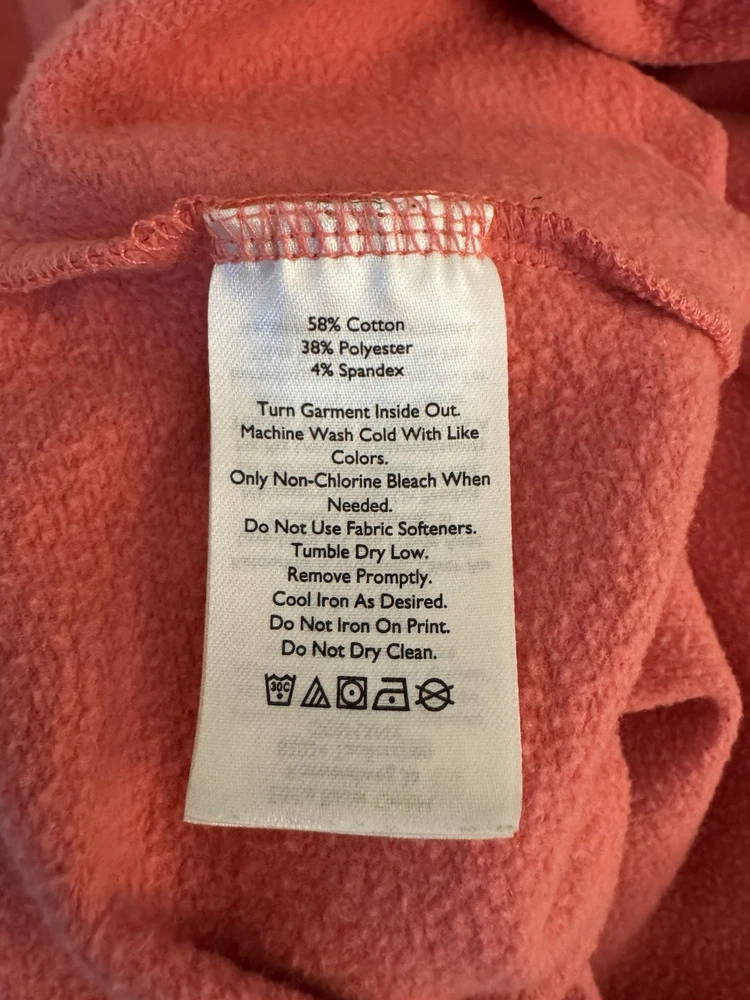 58% Cotton
38% Polyester
4% Spandex
Turn Garment Inside Out.
Machine Wash Cold With Like
Colors.
Only Non-Chlorine Bleach When
Needed.
Do Not Use Fabric Softeners.
Tumble Dry Low.
Remove Promptly.
Cool Iron As Desired.
Do Not Iron On Print.
Do Not Dry Clean.
30C